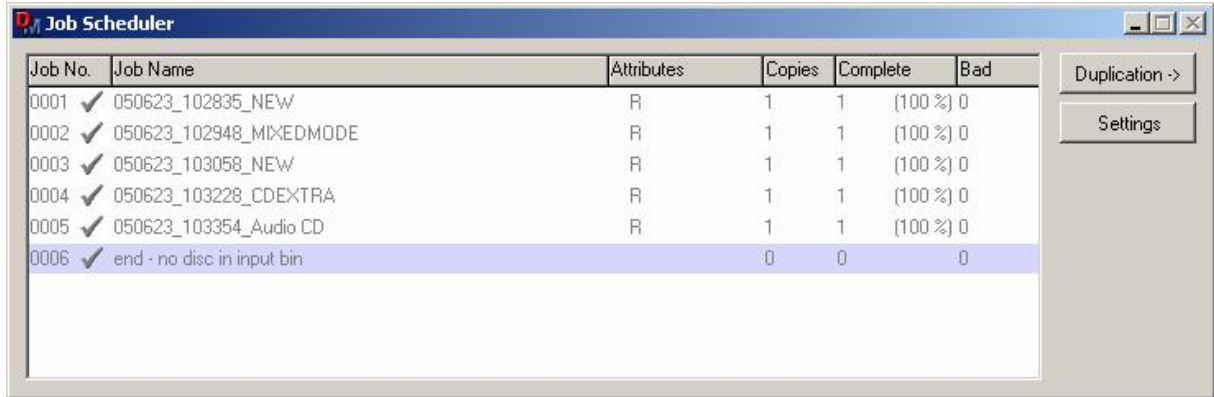 DM Job Scheduler
Job No. Job Name Attributes Copies Complete Bad
0001 050623_102835_NEW R 1 1 (100 %) 0
0002 050623_102948_MIXEDMODE R 1 1 (100 %) 0
0003 050623_103058_NEW R 1 1 (100 %) 0
0004 050623_103228_CDEXTRA R 1 1 (100 %) 0
0005 050623_103354_Audio CD R 1 1 (100 %) 0
0006 end - no disc in input bin 0 0 0
Duplication ->
Settings